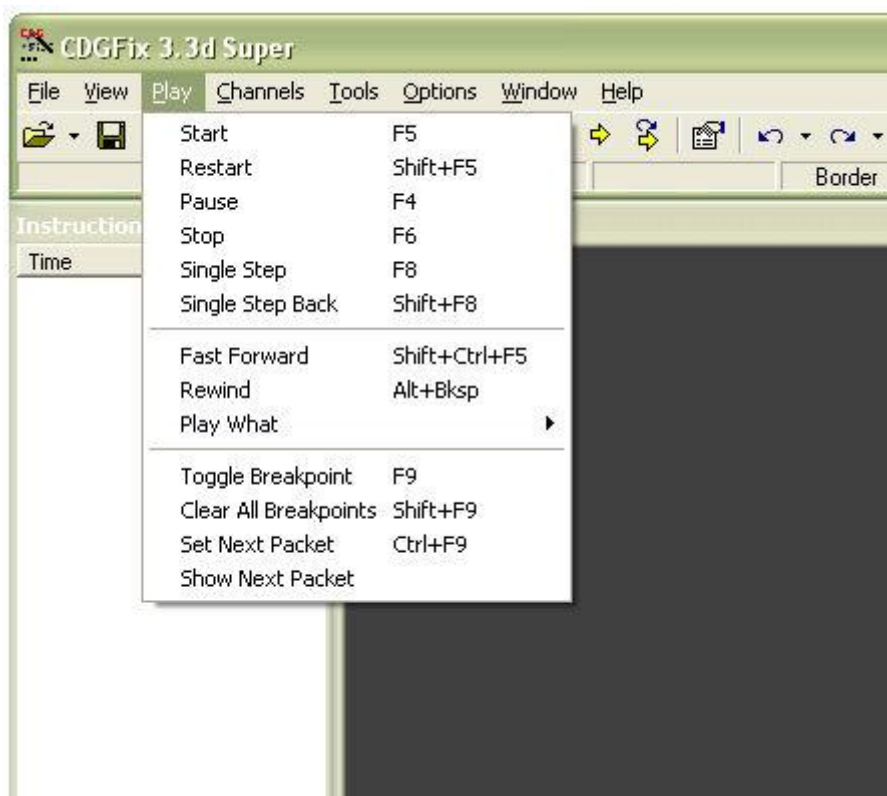 CDGFix 3.3d Super
File View Play Channels Tools Options Window Help
Border
Instruction
Time
Start F5
Restart Shift+F5
Pause F4
Stop F6
Single Step F8
Single Step Back Shift+F8
Fast Forward Shift+Ctrl+F5
Rewind Alt+Bksp
Play What
Toggle Breakpoint F9
Clear All Breakpoints Shift+F9
Set Next Packet Ctrl+F9
Show Next Packet